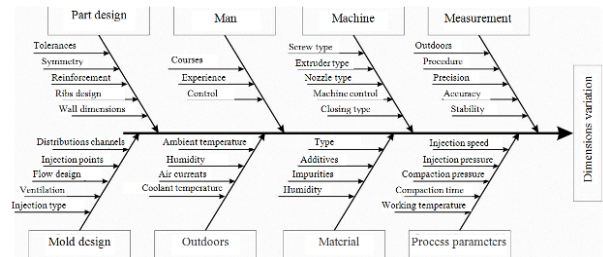 Part design
Man
Machine
Measurement
Tolerances
Symmetry
Reinforcement
Ribs design
Wall dimensions
Courses
Experience
Control
Screw type
Extruder type
Nozzle type
Machine control
Closing type
Outdoors
Procedure
Precision
Accuracy
Stability
Dimensions variation
Distributions channels
Injection points
Flow design
Ventilation
Injection type
Ambient temperature
Humidity
Air currents
Coolant temperature
Type
Additives
Impurities
Humidity
Injection speed
Injection pressure
Compaction pressure
Compaction time
Working temperature
Mold design
Outdoors
Material
Process parameters